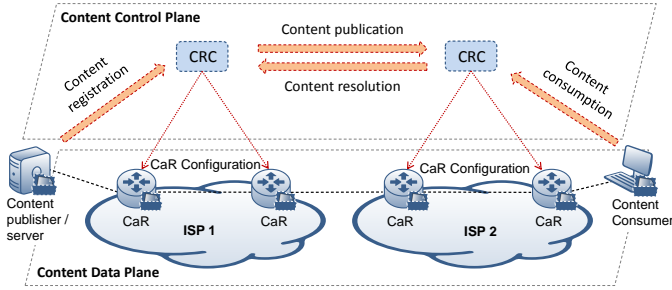 Content Control Plane
Content publication
CRC
CRC
Content resolution
Content
registration
Content
consumption
CaR Configuration
CaR Configuration
Content
publisher /
server
CaR
CaR
CaR
CaR
Content
Consumer
ISP 1
ISP 2
Content Data Plane